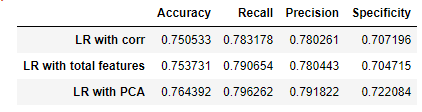 Accuracy Recall Precision Specificity
LR with corr 0.750533 0.783178 0.780261 0.707196
LR with total features 0.753731 0.790654 0.780443 0.704715
LR with PCA 0.764392 0.796262 0.791822 0.722084